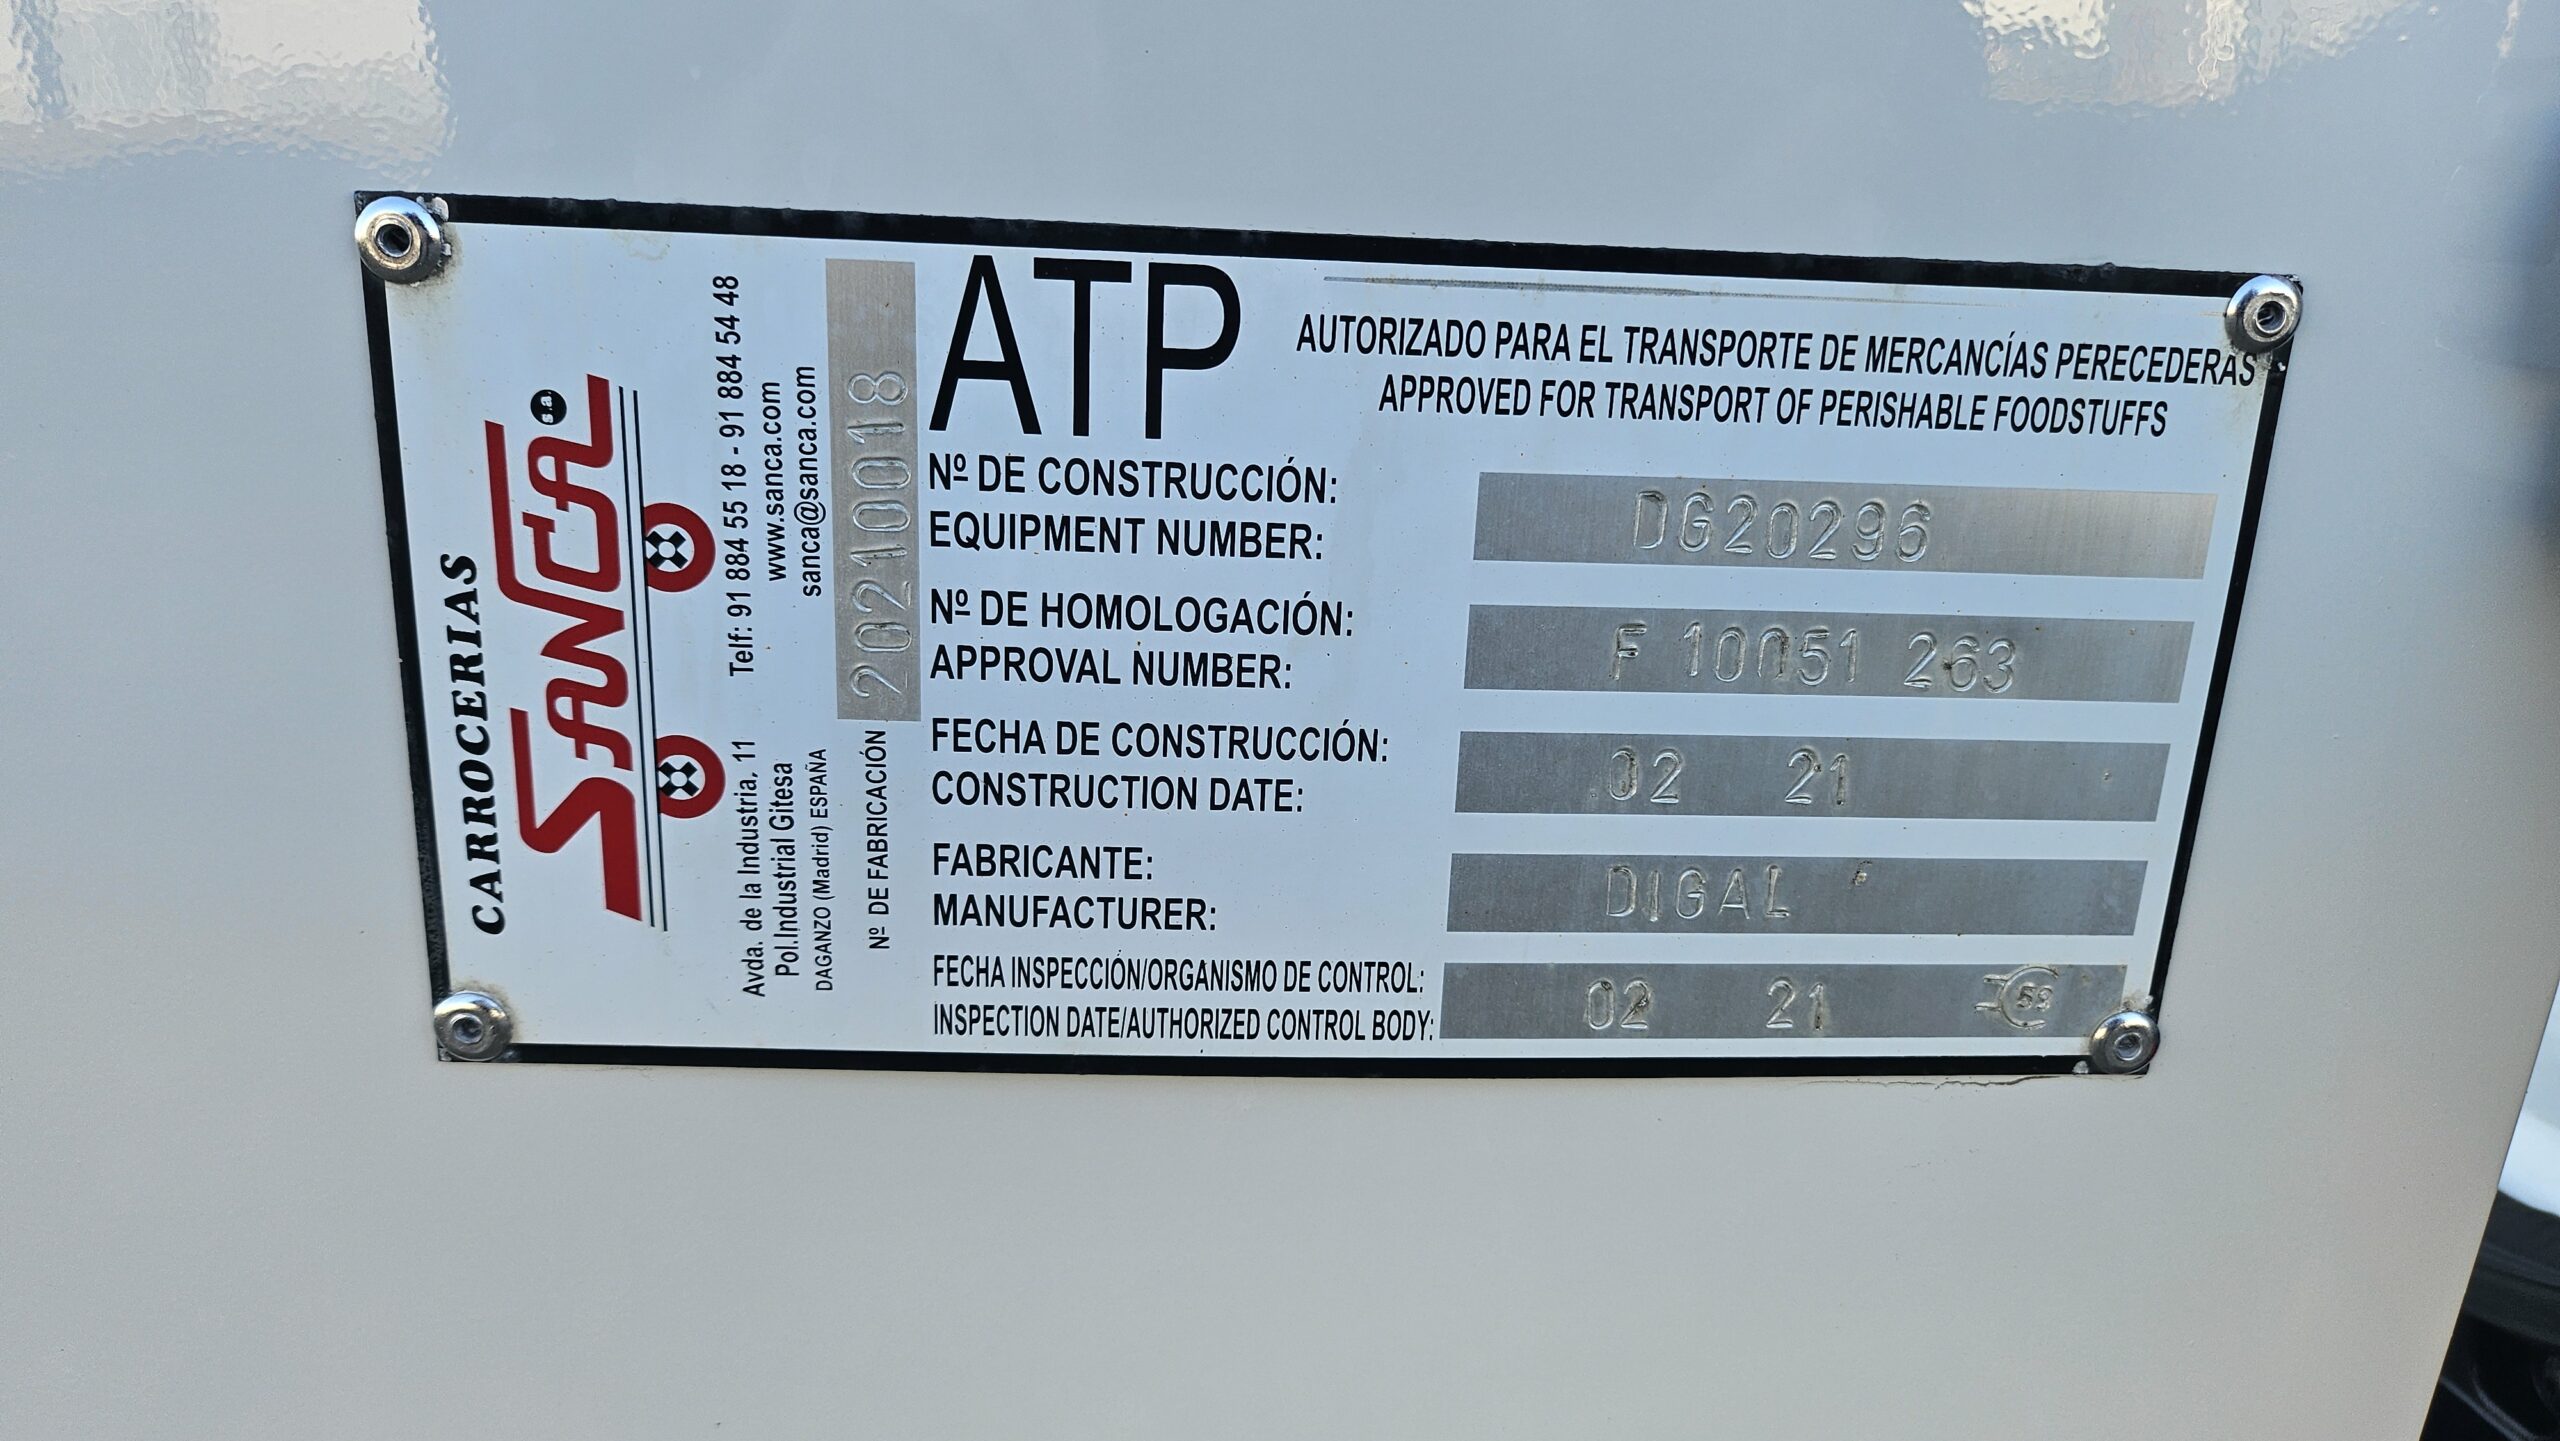 CARROCERIAS
SANCA s.a.
Avda. de la Industria, 11 Telf: 91 884 55 18 - 91 884 54 48
Pol.Industrial Gitesa www.sanca.com
DAGANZO (Madrid) ESPAÑA sanca@sanca.com
Nº DE FABRICACIÓN 20210018
ATP
AUTORIZADO PARA EL TRANSPORTE DE MERCANCÍAS PERECEDERAS
APPROVED FOR TRANSPORT OF PERISHABLE FOODSTUFFS
Nº DE CONSTRUCCIÓN:
EQUIPMENT NUMBER: DG20296
Nº DE HOMOLOGACIÓN:
APPROVAL NUMBER: F 10051 263
FECHA DE CONSTRUCCIÓN:
CONSTRUCTION DATE: 02 21
FABRICANTE:
MANUFACTURER: DIGAL
FECHA INSPECCIÓN/ORGANISMO DE CONTROL:
INSPECTION DATE/AUTHORIZED CONTROL BODY: 02 21